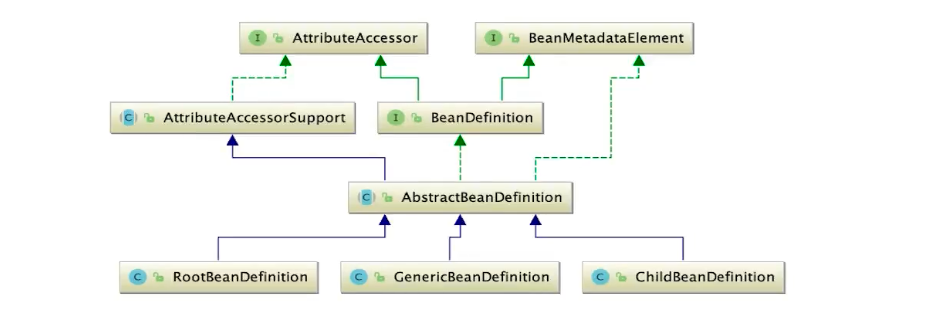 I AttributeAccessor
I BeanMetadataElement
C AttributeAccessorSupport
I BeanDefinition
C AbstractBeanDefinition
C RootBeanDefinition
C GenericBeanDefinition
C ChildBeanDefinition